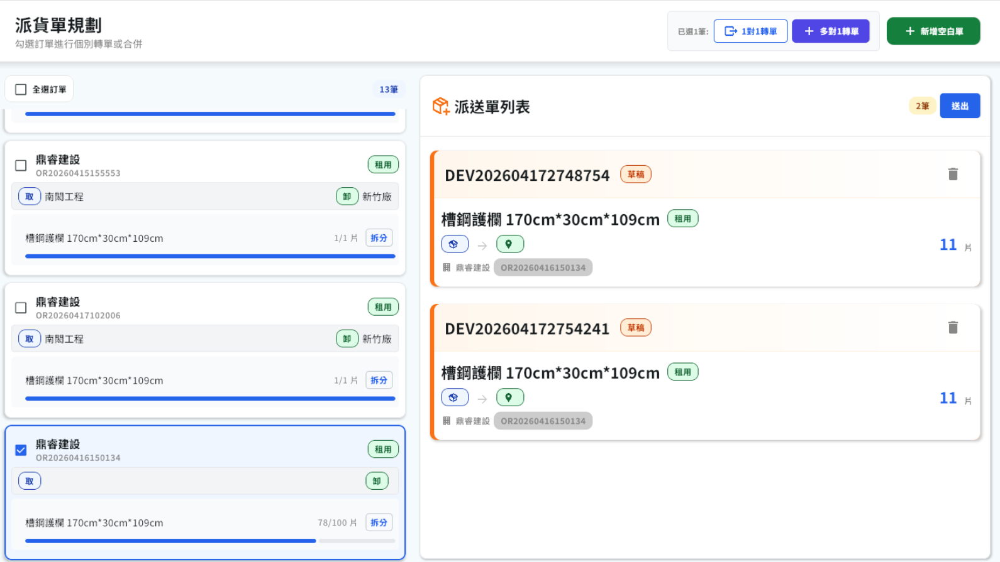 派貨單規劃
勾選訂單進行個別轉單或合併
已選1筆:
1對1轉單
多對1轉單
新增空白單
全選訂單
13筆
鼎睿建設
OR20260415155553
租用
取 南閎工程
卸 新竹廠
槽鋼護欄 170cm*30cm*109cm
1/1 片
拆分
鼎睿建設
OR20260417102006
租用
取 南閎工程
卸 新竹廠
槽鋼護欄 170cm*30cm*109cm
1/1 片
拆分
鼎睿建設
OR20260416150134
租用
取
卸
槽鋼護欄 170cm*30cm*109cm
78/100 片
拆分
派送單列表
2筆
送出
DEV202604172748754 草稿
槽鋼護欄 170cm*30cm*109cm 租用
11 片
鼎睿建設 OR20260416150134
DEV202604172754241 草稿
槽鋼護欄 170cm*30cm*109cm 租用
11 片
鼎睿建設 OR20260416150134